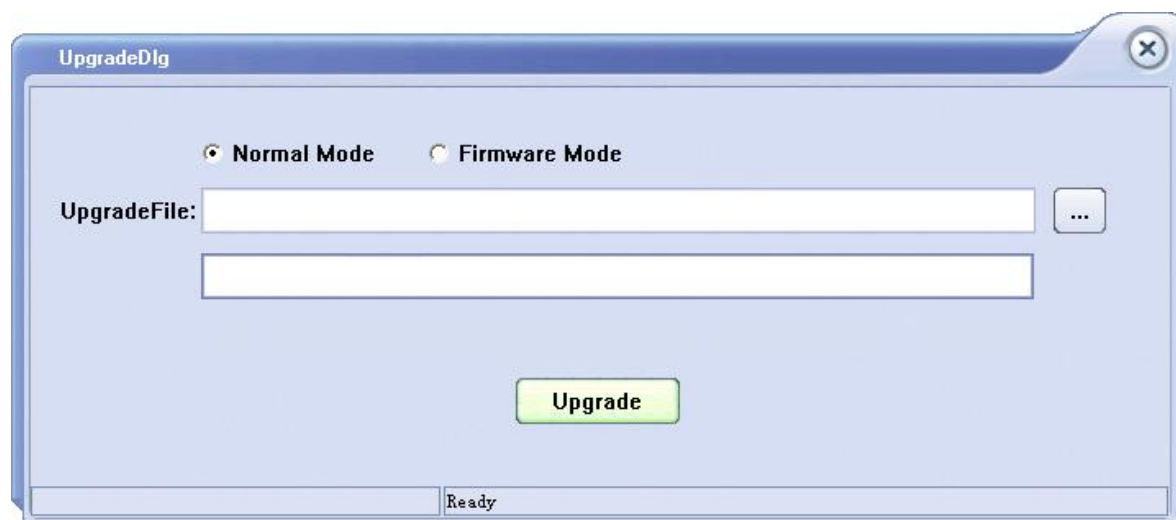 UpgradeDlg
Normal Mode Firmware Mode
UpgradeFile: ...
Upgrade
Ready